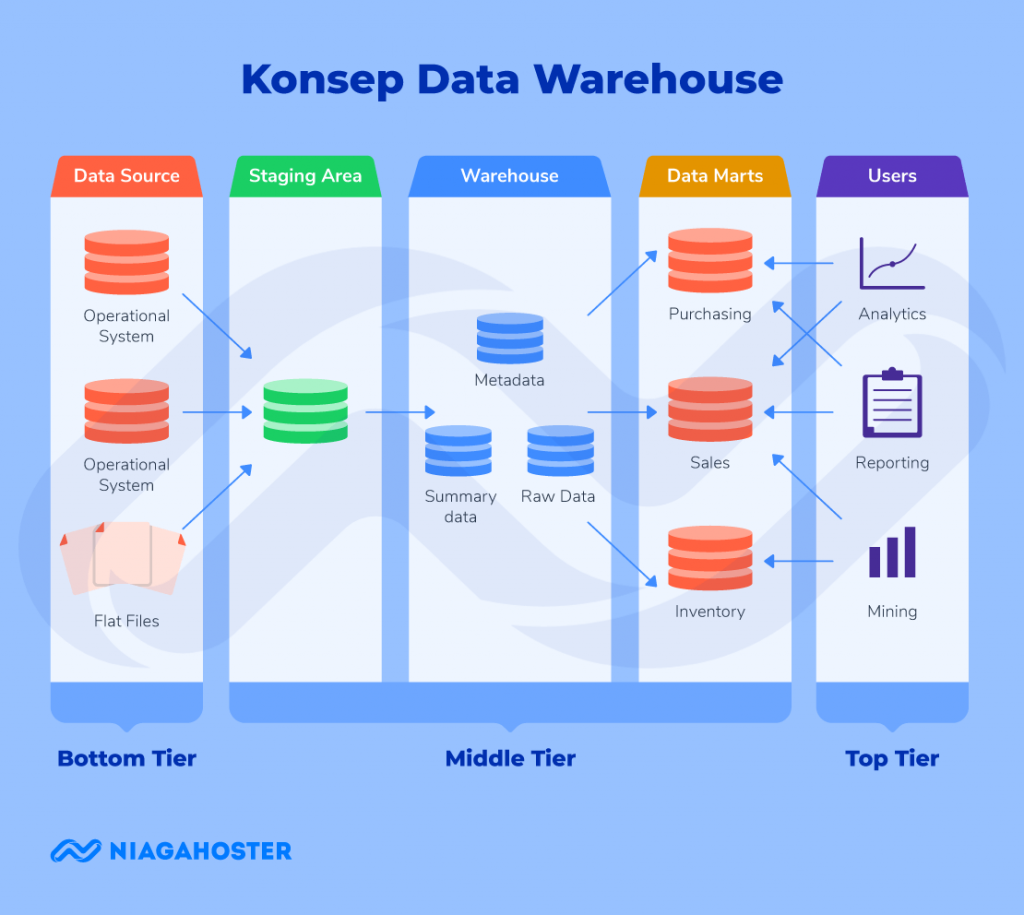 Konsep Data Warehouse
Data Source
Staging Area
Warehouse
Data Marts
Users
Operational
System
Operational
System
Flat Files
Metadata
Summary
data
Raw Data
Purchasing
Sales
Inventory
Analytics
Reporting
Mining
Bottom Tier
Middle Tier
Top Tier
NIAGAHOSTER